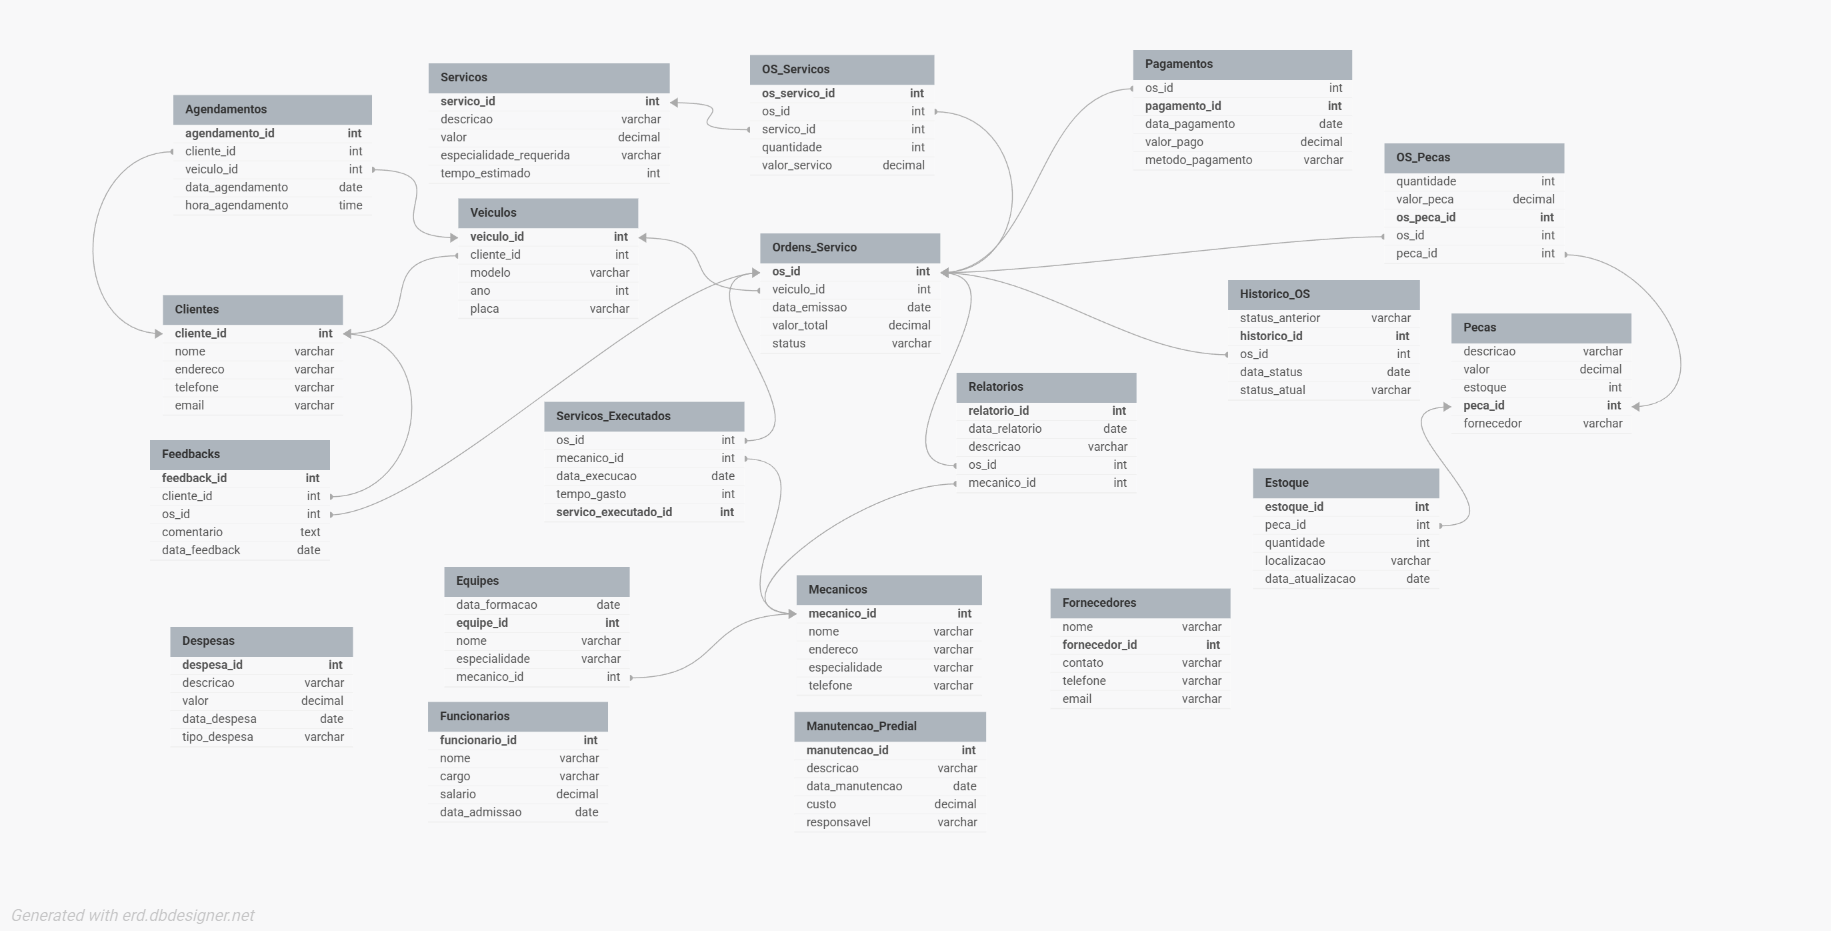 Agendamentos
agendamento_id int
cliente_id int
veiculo_id int
data_agendamento date
hora_agendamento time
Servicos
servico_id int
descricao varchar
valor decimal
especialidade_requerida varchar
tempo_estimado int
OS_Servicos
os_servico_id int
os_id int
servico_id int
quantidade int
valor_servico decimal
Pagamentos
os_id int
pagamento_id int
data_pagamento date
valor_pago decimal
metodo_pagamento varchar
OS_Pecas
quantidade int
valor_peca decimal
os_peca_id int
os_id int
peca_id int
Veiculos
veiculo_id int
cliente_id int
modelo varchar
ano int
placa varchar
Ordens_Servico
os_id int
veiculo_id int
data_emissao date
valor_total decimal
status varchar
Clientes
cliente_id int
nome varchar
endereco varchar
telefone varchar
email varchar
Historico_OS
status_anterior varchar
historico_id int
os_id int
data_status date
status_atual varchar
Pecas
descricao varchar
valor decimal
estoque int
peca_id int
fornecedor varchar
Relatorios
relatorio_id int
data_relatorio date
descricao varchar
os_id int
mecanico_id int
Servicos_Executados
os_id int
mecanico_id int
data_execucao date
tempo_gasto int
servico_executado_id int
Feedbacks
feedback_id int
cliente_id int
os_id int
comentario text
data_feedback date
Estoque
estoque_id int
peca_id int
quantidade int
localizacao varchar
data_atualizacao date
Equipes
data_formacao date
equipe_id int
nome varchar
especialidade varchar
mecanico_id int
Mecanicos
mecanico_id int
nome varchar
endereco varchar
especialidade varchar
telefone varchar
Fornecedores
nome varchar
fornecedor_id int
contato varchar
telefone varchar
email varchar
Despesas
despesa_id int
descricao varchar
valor decimal
data_despesa date
tipo_despesa varchar
Funcionarios
funcionario_id int
nome varchar
cargo varchar
salario decimal
data_admissao date
Manutencao_Predial
manutencao_id int
descricao varchar
data_manutencao date
custo decimal
responsavel varchar
Generated with erd.dbdesigner.net